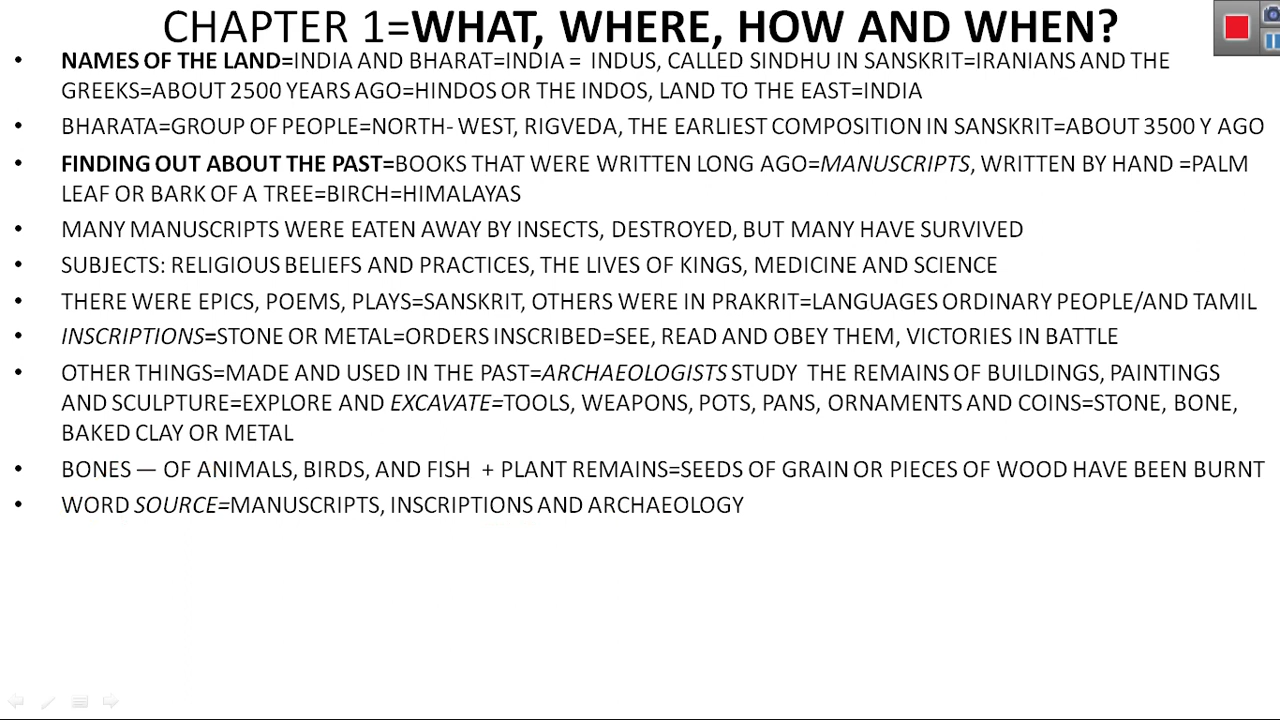 CHAPTER 1=WHAT, WHERE, HOW AND WHEN?
• NAMES OF THE LAND=INDIA AND BHARAT=INDIA = INDUS, CALLED SINDHU IN SANSKRIT=IRANIANS AND THE
GREEKS=ABOUT 2500 YEARS AGO=HINDOS OR THE INDOS, LAND TO THE EAST=INDIA
• BHARATA=GROUP OF PEOPLE=NORTH- WEST, RIGVEDA, THE EARLIEST COMPOSITION IN SANSKRIT=ABOUT 3500 Y AGO
• FINDING OUT ABOUT THE PAST=BOOKS THAT WERE WRITTEN LONG AGO=MANUSCRIPTS, WRITTEN BY HAND =PALM
LEAF OR BARK OF A TREE=BIRCH=HIMALAYAS
• MANY MANUSCRIPTS WERE EATEN AWAY BY INSECTS, DESTROYED, BUT MANY HAVE SURVIVED
• SUBJECTS: RELIGIOUS BELIEFS AND PRACTICES, THE LIVES OF KINGS, MEDICINE AND SCIENCE
• THERE WERE EPICS, POEMS, PLAYS=SANSKRIT, OTHERS WERE IN PRAKRIT=LANGUAGES ORDINARY PEOPLE/AND TAMIL
• INSCRIPTIONS=STONE OR METAL=ORDERS INSCRIBED=SEE, READ AND OBEY THEM, VICTORIES IN BATTLE
• OTHER THINGS=MADE AND USED IN THE PAST=ARCHAEOLOGISTS STUDY THE REMAINS OF BUILDINGS, PAINTINGS
AND SCULPTURE=EXPLORE AND EXCAVATE=TOOLS, WEAPONS, POTS, PANS, ORNAMENTS AND COINS=STONE, BONE,
BAKED CLAY OR METAL
• BONES — OF ANIMALS, BIRDS, AND FISH + PLANT REMAINS=SEEDS OF GRAIN OR PIECES OF WOOD HAVE BEEN BURNT
• WORD SOURCE=MANUSCRIPTS, INSCRIPTIONS AND ARCHAEOLOGY